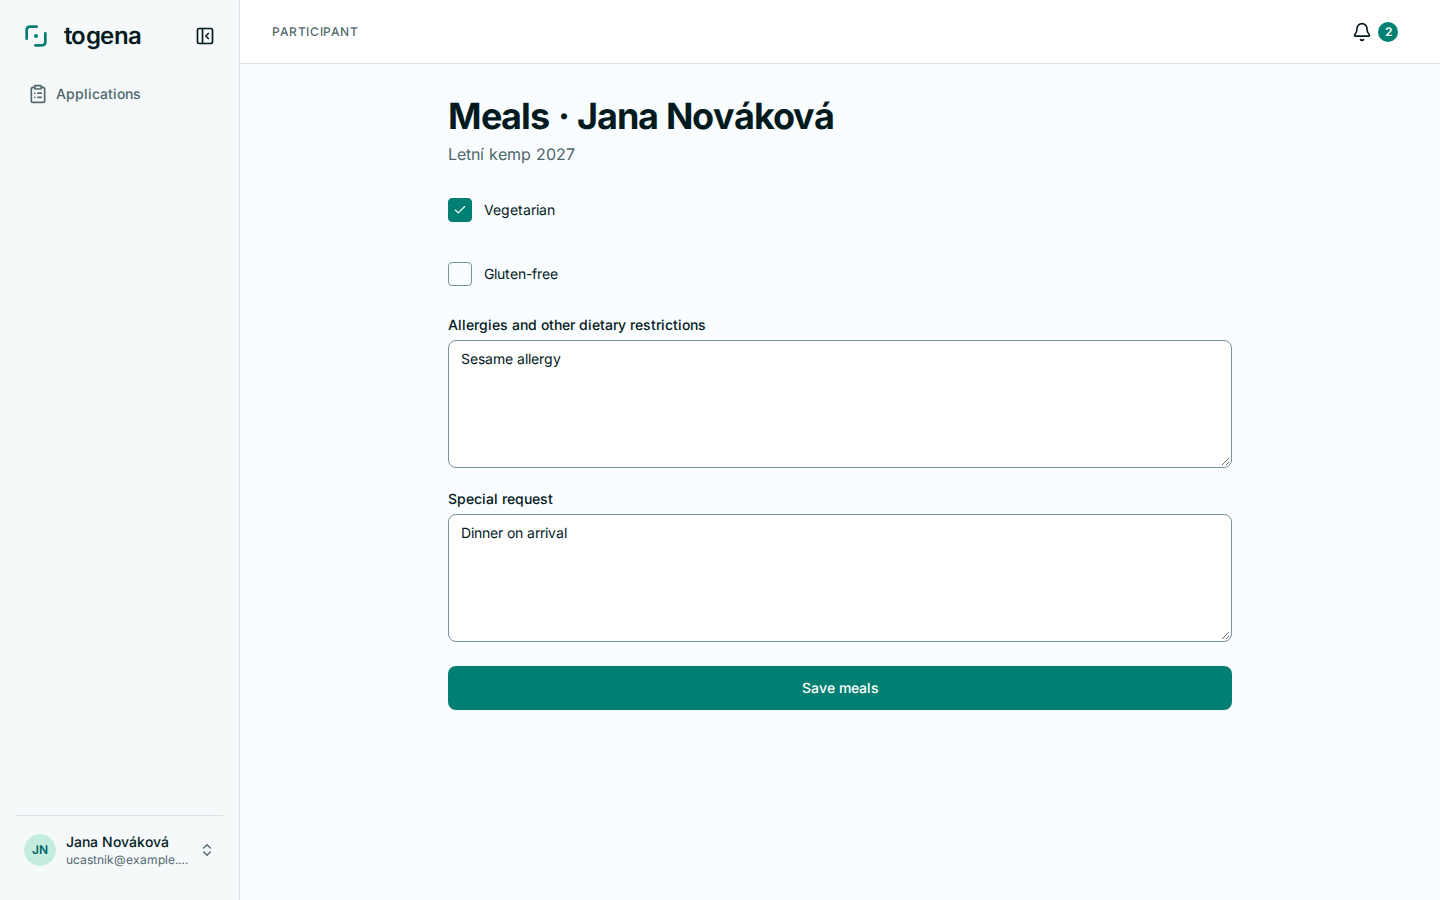 togena
Applications
PARTICIPANT
2
Meals · Jana Nováková
Letní kemp 2027
Vegetarian
Gluten-free
Allergies and other dietary restrictions
Sesame allergy
Special request
Dinner on arrival
Save meals
JN
Jana Nováková
ucastnik@example....